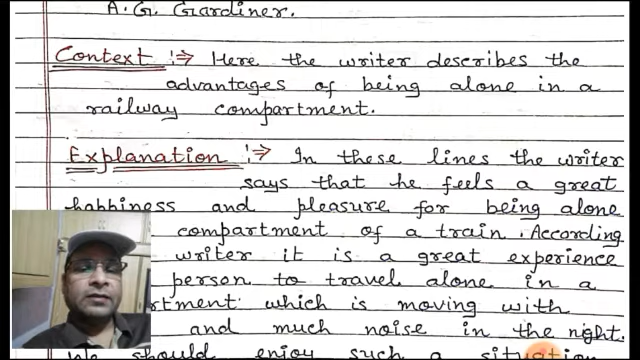 A. G. Gardiner.
Context :⇒ Here the writer describes the
advantages of being alone in a
railway compartment.
Explanation :⇒ In these lines the writer
says that he feels a great
happiness and pleasure for being alone
compartment of a train. According
writer it is a great experience
person to travel alone in a
rtment which is moving with
and much noise in the night.
We should enjoy such a situation